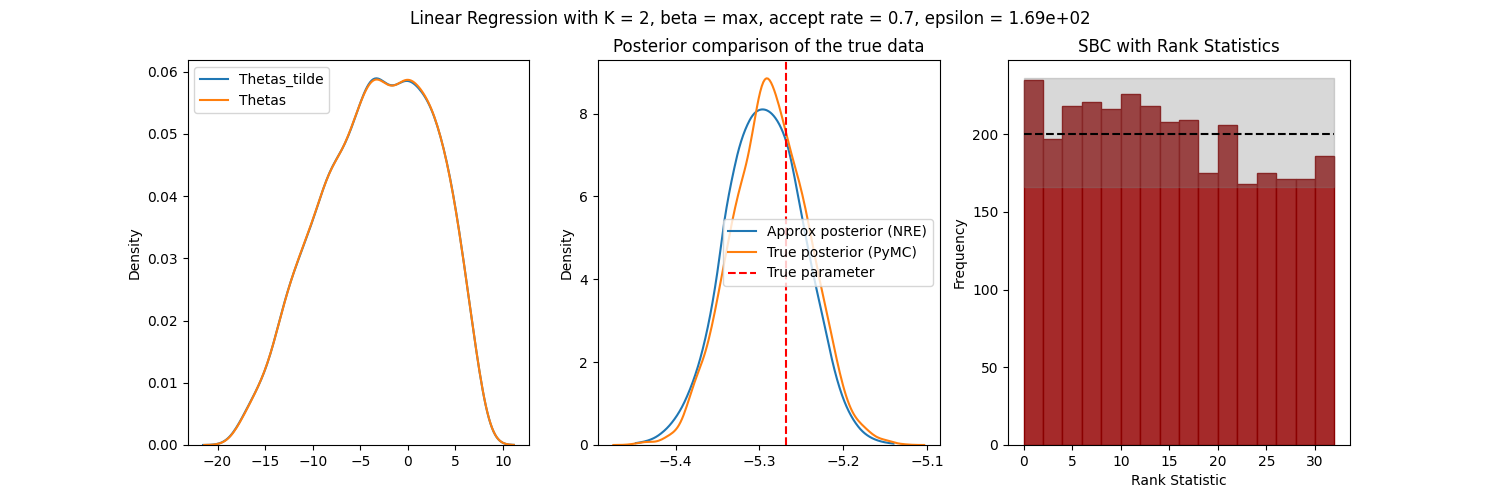 Linear Regression with K = 2, beta = max, accept rate = 0.7, epsilon = 1.69e+02
Thetas_tilde
Thetas
Density
0.00
0.01
0.02
0.03
0.04
0.05
0.06
−20
−15
−10
−5
0
5
10
Posterior comparison of the true data
Approx posterior (NRE)
True posterior (PyMC)
True parameter
Density
0
2
4
6
8
−5.4
−5.3
−5.2
−5.1
SBC with Rank Statistics
Frequency
0
50
100
150
200
0
5
10
15
20
25
30
Rank Statistic